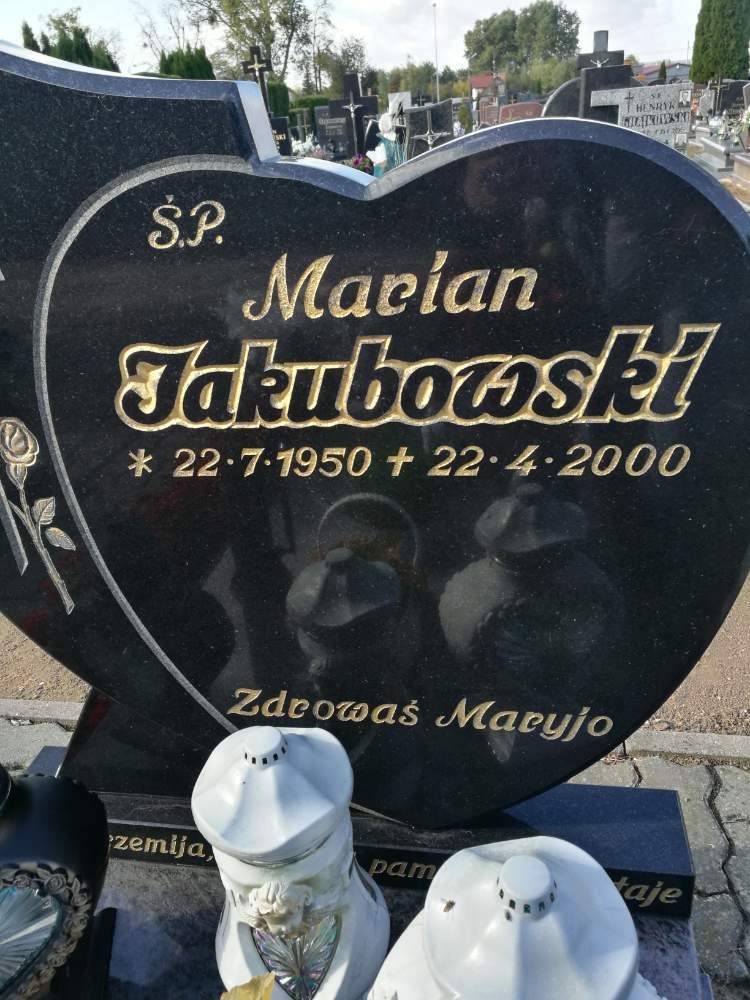 HENRYK
Ś.P.
Marian
Jakubowski
* 22·7·1950 + 22·4·2000
Zdrowaś Maryjo